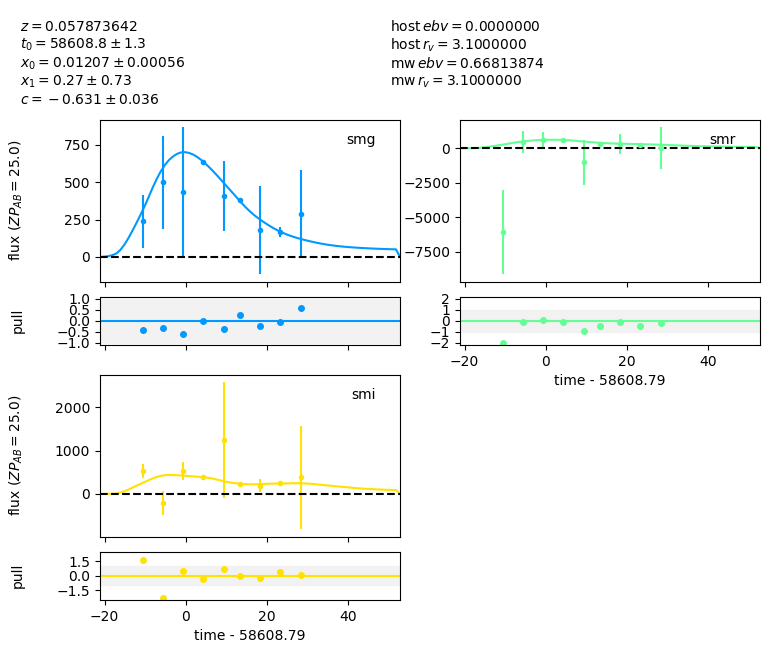 z = 0.057873642
t₀ = 58608.8 ± 1.3
x₀ = 0.01207 ± 0.00056
x₁ = 0.27 ± 0.73
c = −0.631 ± 0.036
host ebv = 0.0000000
host r_v = 3.1000000
mw ebv = 0.66813874
mw r_v = 3.1000000
flux (ZP_AB = 25.0)
750
500
250
0
smg
0
−2500
−5000
−7500
smr
pull
1.0
0.5
0.0
−0.5
−1.0
2
1
0
−1
−2
−20 0 20 40
time - 58608.79
flux (ZP_AB = 25.0)
2000
1000
0
smi
pull
1.5
0.0
−1.5
−20 0 20 40
time - 58608.79